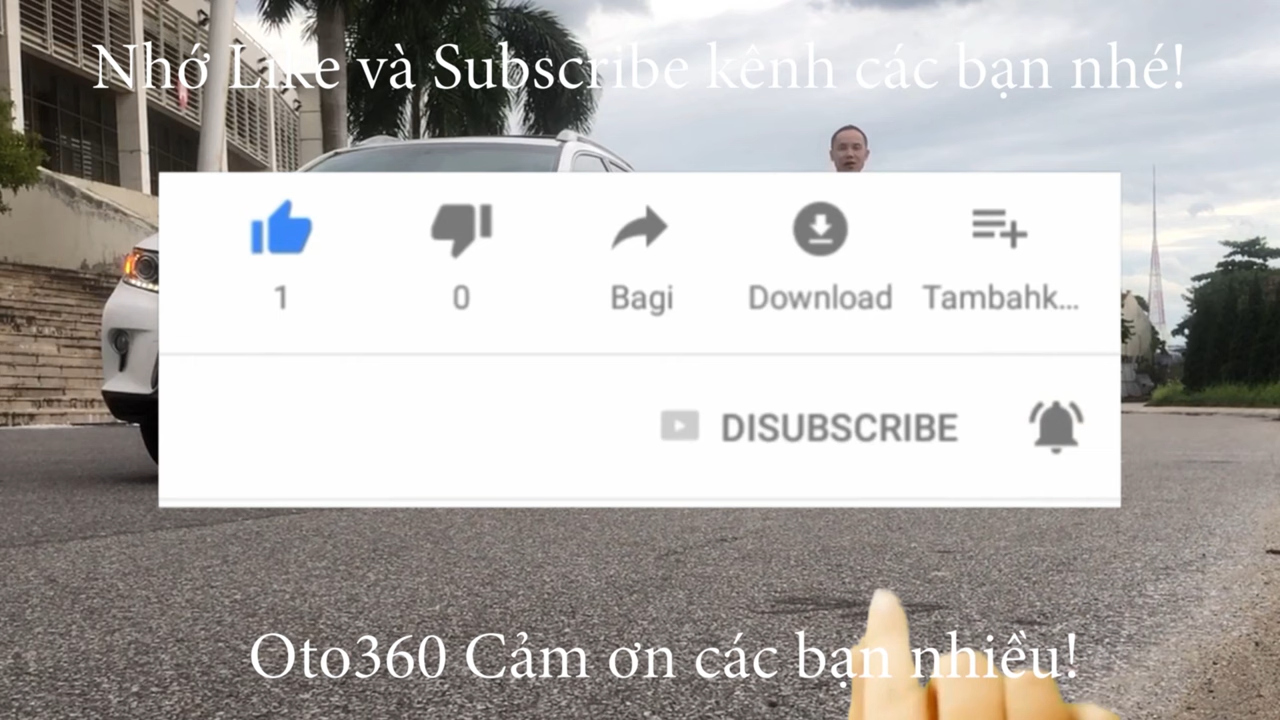 Nhớ Like và Subscribe kênh các bạn nhé!
1 0 Bagi Download Tambahk...
DISUBSCRIBE
Oto360 Cảm ơn các bạn nhiều!